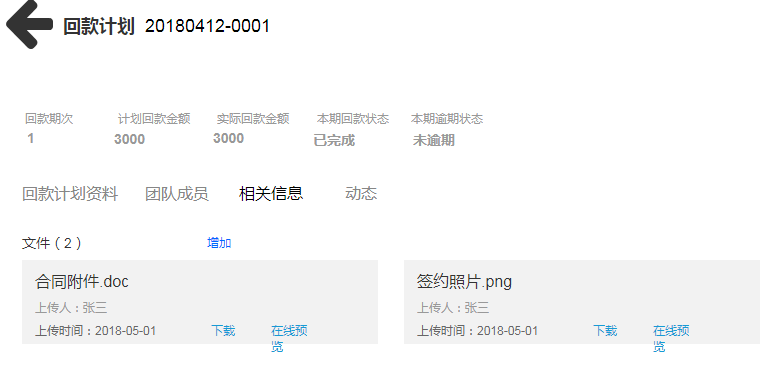 回款计划 20180412-0001
回款期次 计划回款金额 实际回款金额 本期回款状态 本期逾期状态
1 3000 3000 已完成 未逾期
回款计划资料 团队成员 相关信息 动态
文件（2） 增加
合同附件.doc
上传人：张三
上传时间：2018-05-01 下载 在线预
览
签约照片.png
上传人：张三
上传时间：2018-05-01 下载 在线预
览